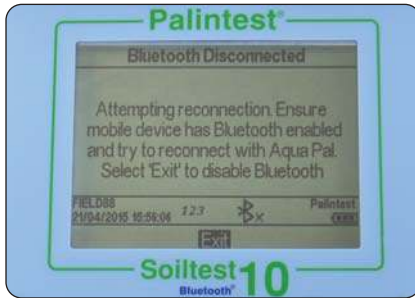 Palintest®
Bluetooth Disconnected
Attempting reconnection. Ensure
mobile device has Bluetooth enabled
and try to reconnect with Aqua Pal.
Select 'Exit' to disable Bluetooth
FIELD88
123
Palintest
21/04/2015 15:56:06
Exit
Soiltest 10
Bluetooth®